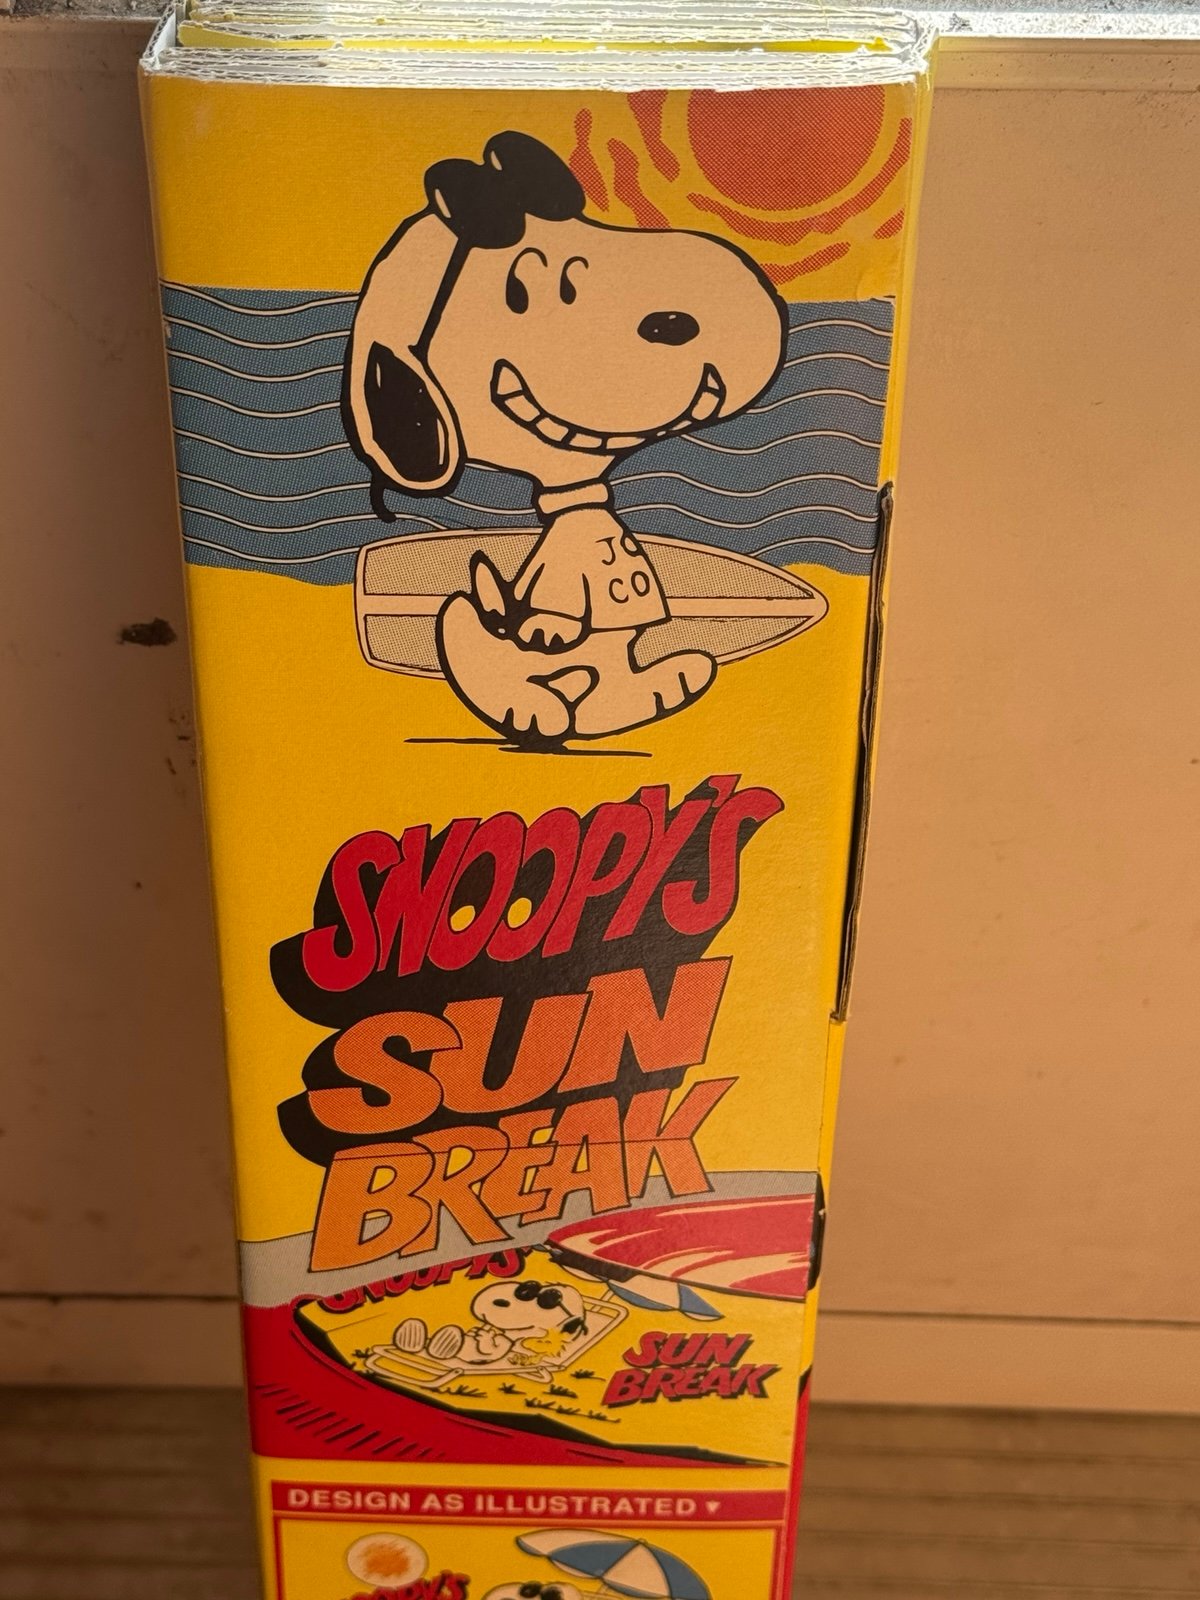 JO
CO
SNOOPY'S
SUN
BREAK
SNOOPY'S
SUN
BREAK
DESIGN AS ILLUSTRATED ▼